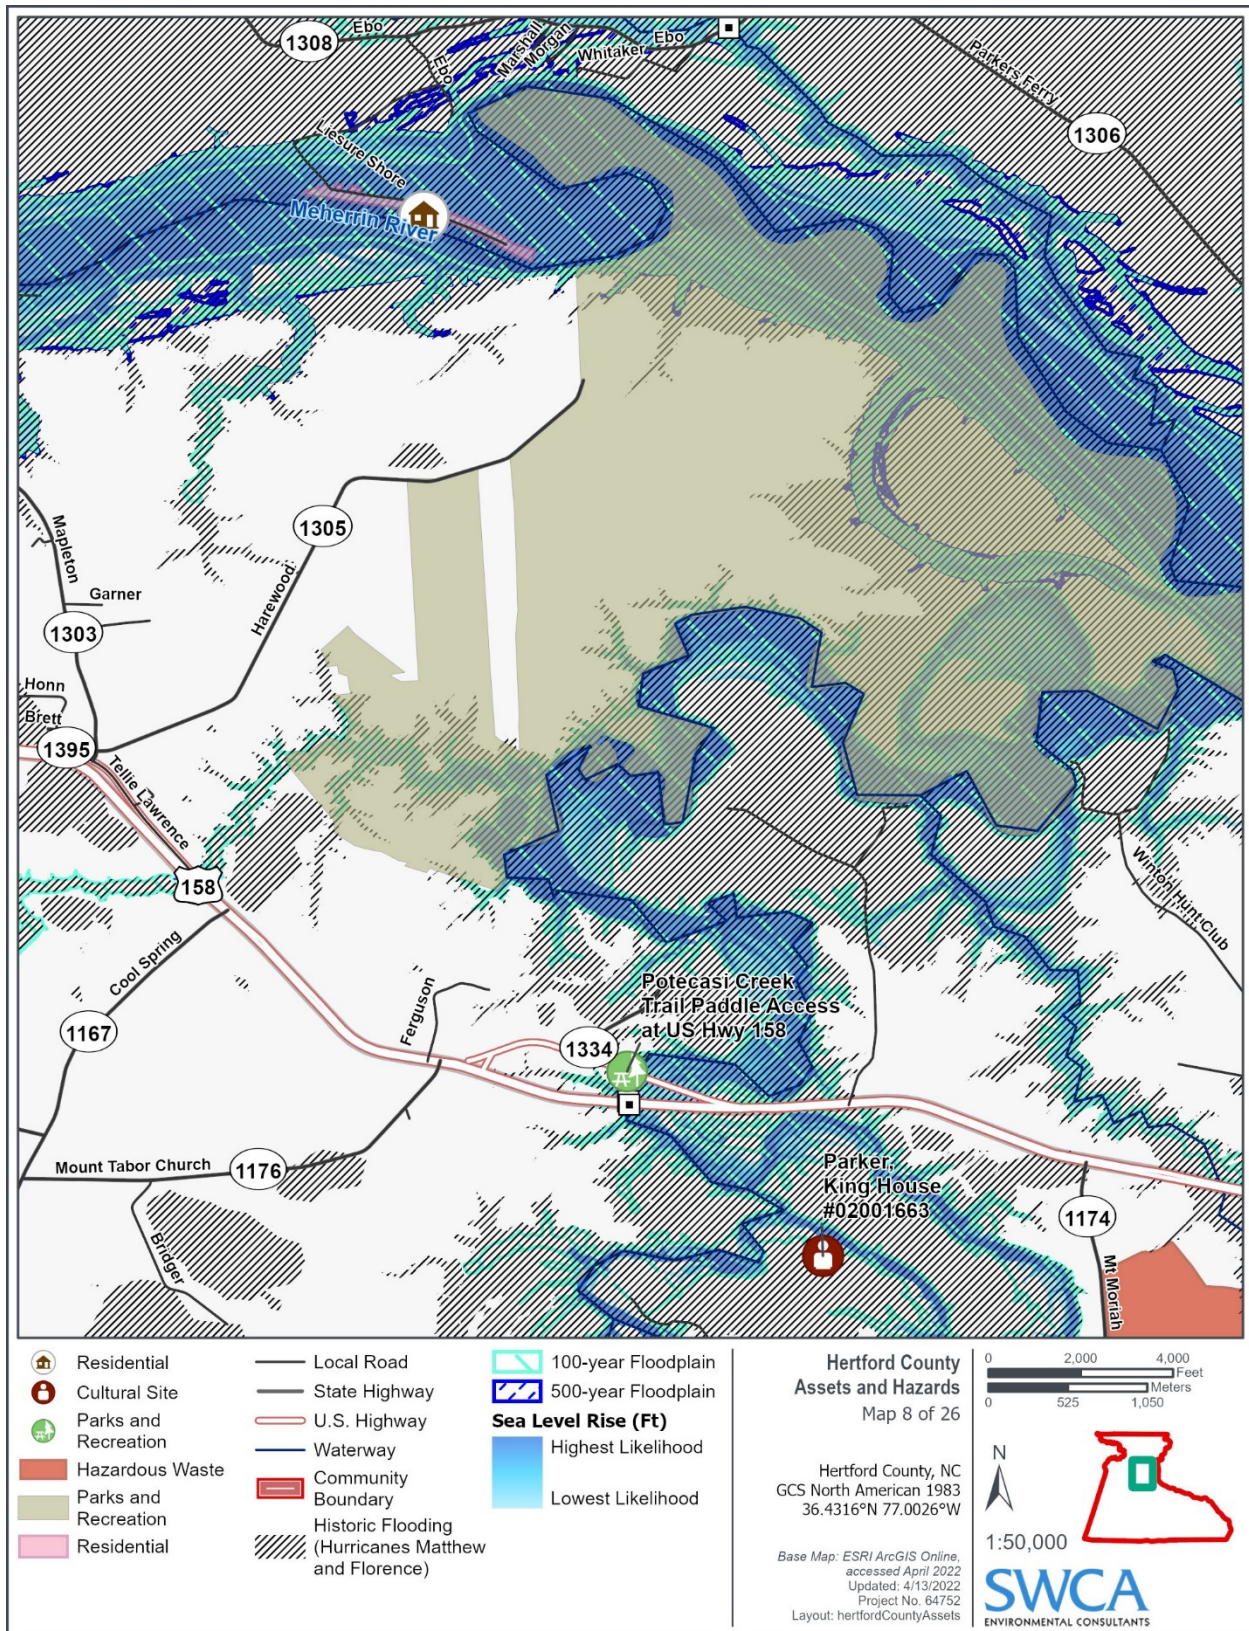 1308
Ebo
Ebo
Marshall
Morgan
Whitaker
Ebo
Parkers Ferry
1306
Liesure Shore
Meherrin River
Mapleton
Garner
1303
1305
Harewood
Honn
Brett
1395
Tellie Lawrence
158
Cool Spring
1167
Ferguson
Winton Hunt Club
Potecasi Creek
Trail Paddle Access
at US Hwy 158
1334
Mount Tabor Church
1176
Bridger
Parker,
King House
#02001663
1174
Mt Moriah
Residential
Cultural Site
Parks and
Recreation
Hazardous Waste
Parks and
Recreation
Residential
Local Road
State Highway
U.S. Highway
Waterway
Community
Boundary
Historic Flooding
(Hurricanes Matthew
and Florence)
100-year Floodplain
500-year Floodplain
Sea Level Rise (Ft)
Highest Likelihood
Lowest Likelihood
Hertford County
Assets and Hazards
Map 8 of 26
Hertford County, NC
GCS North American 1983
36.4316°N 77.0026°W
Base Map: ESRI ArcGIS Online,
accessed April 2022
Updated: 4/13/2022
Project No. 64752
Layout: hertfordCountyAssets
0 2,000 4,000
Feet
Meters
0 525 1,050
N
1:50,000
SWCA
ENVIRONMENTAL CONSULTANTS